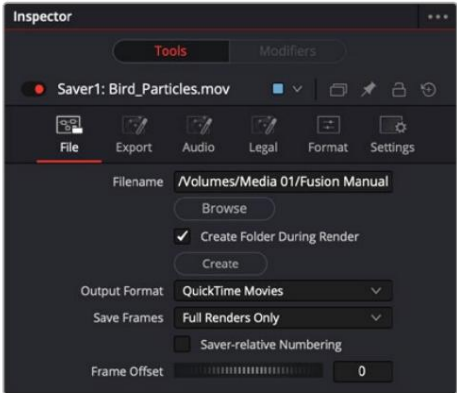 Inspector
Tools Modifiers
Saver1: Bird_Particles.mov
File Export Audio Legal Format Settings
Filename /Volumes/Media 01/Fusion Manual
Browse
Create Folder During Render
Create
Output Format QuickTime Movies
Save Frames Full Renders Only
Saver-relative Numbering
Frame Offset 0